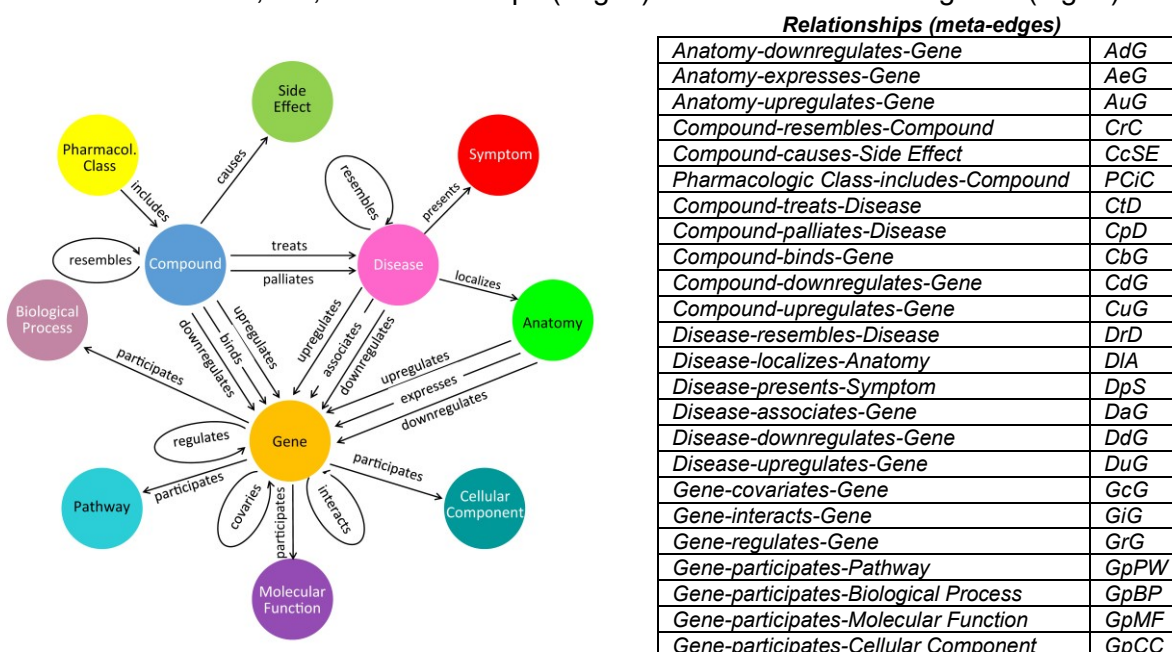 Relationships (meta-edges)
Side
Effect
Pharmacol.
Class
Symptom
causes
includes
resembles
presents
resembles
Compound
treats
palliates
Disease
localizes
Biological
Process
Anatomy
participates
downregulates
binds
upregulates
upregulates
associates
downregulates
upregulates
expresses
downregulates
regulates
Gene
participates
participates
Pathway
covaries
participates
interacts
Cellular
Component
Molecular
Function
Anatomy-downregulates-Gene AdG
Anatomy-expresses-Gene AeG
Anatomy-upregulates-Gene AuG
Compound-resembles-Compound CrC
Compound-causes-Side Effect CcSE
Pharmacologic Class-includes-Compound PCiC
Compound-treats-Disease CtD
Compound-palliates-Disease CpD
Compound-binds-Gene CbG
Compound-downregulates-Gene CdG
Compound-upregulates-Gene CuG
Disease-resembles-Disease DrD
Disease-localizes-Anatomy DlA
Disease-presents-Symptom DpS
Disease-associates-Gene DaG
Disease-downregulates-Gene DdG
Disease-upregulates-Gene DuG
Gene-covariates-Gene GcG
Gene-interacts-Gene GiG
Gene-regulates-Gene GrG
Gene-participates-Pathway GpPW
Gene-participates-Biological Process GpBP
Gene-participates-Molecular Function GpMF
Gene-participates-Cellular Component GpCC